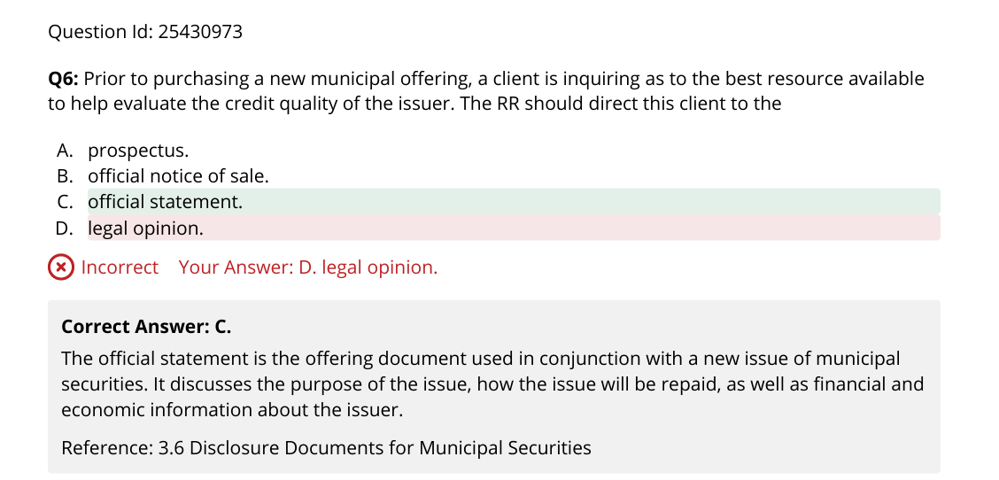 Question Id: 25430973
Q6: Prior to purchasing a new municipal offering, a client is inquiring as to the best resource available
to help evaluate the credit quality of the issuer. The RR should direct this client to the
A. prospectus.
B. official notice of sale.
C. official statement.
D. legal opinion.
Incorrect Your Answer: D. legal opinion.
Correct Answer: C.
The official statement is the offering document used in conjunction with a new issue of municipal
securities. It discusses the purpose of the issue, how the issue will be repaid, as well as financial and
economic information about the issuer.
Reference: 3.6 Disclosure Documents for Municipal Securities